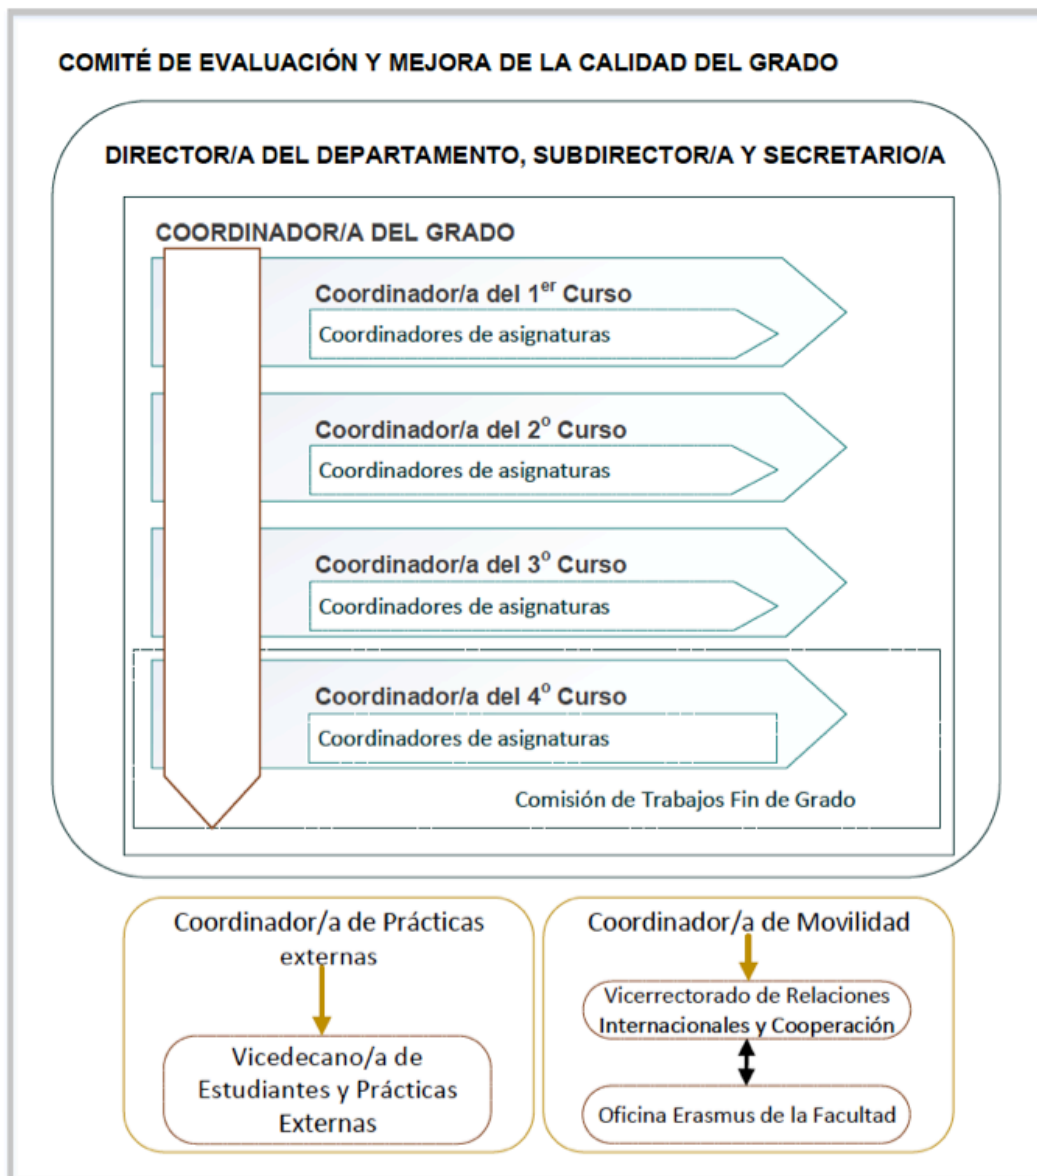 COMITÉ DE EVALUACIÓN Y MEJORA DE LA CALIDAD DEL GRADO
DIRECTOR/A DEL DEPARTAMENTO, SUBDIRECTOR/A Y SECRETARIO/A
COORDINADOR/A DEL GRADO
Coordinador/a del 1er Curso
Coordinadores de asignaturas
Coordinador/a del 2º Curso
Coordinadores de asignaturas
Coordinador/a del 3º Curso
Coordinadores de asignaturas
Coordinador/a del 4º Curso
Coordinadores de asignaturas
Comisión de Trabajos Fin de Grado
Coordinador/a de Prácticas
externas
Vicedecano/a de
Estudiantes y Prácticas
Externas
Coordinador/a de Movilidad
Vicerrectorado de Relaciones
Internacionales y Cooperación
Oficina Erasmus de la Facultad